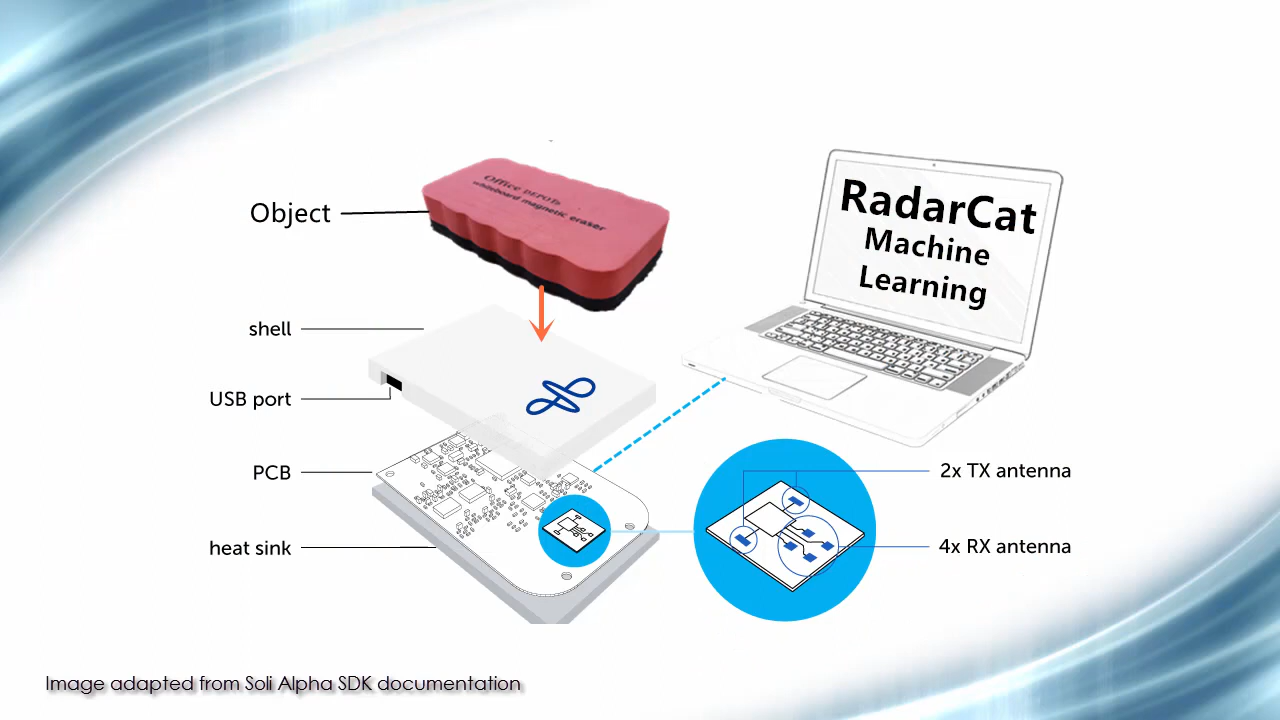 Object
Office DEPOT
whiteboard magnetic eraser
RadarCat
Machine
Learning
shell
USB port
PCB
heat sink
2x TX antenna
4x RX antenna
Image adapted from Soli Alpha SDK documentation